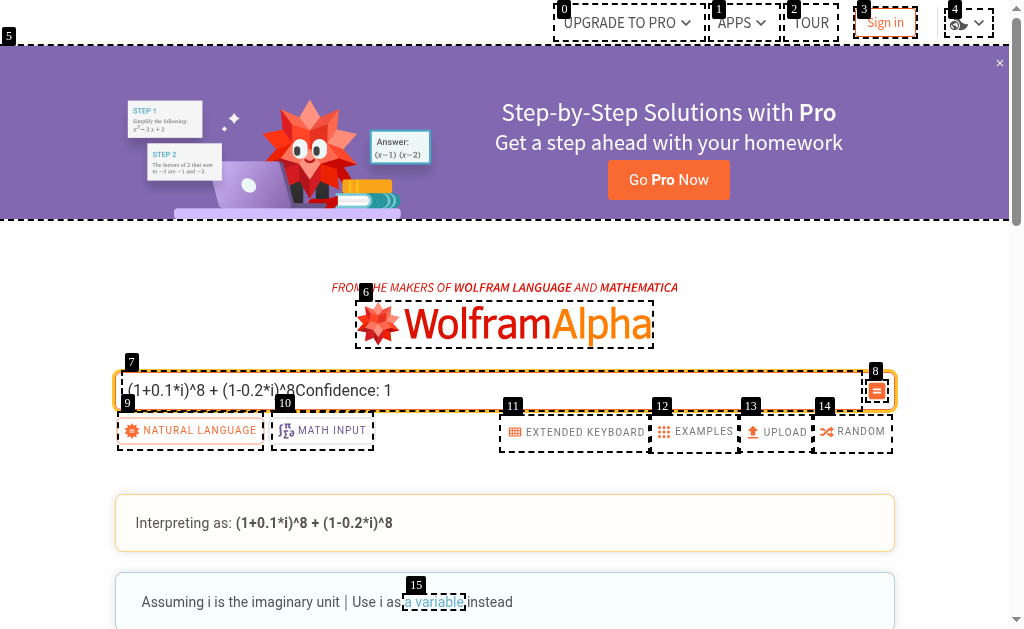 0 UPGRADE TO PRO 1 APPS 2 TOUR 3 Sign in 4
5
×
STEP 1
Simplify the following:
x² − 3 x + 2
STEP 2
The factors of 2 that sum
to −3 are −1 and −2.
Answer:
(x−1) (x−2)
Step-by-Step Solutions with Pro
Get a step ahead with your homework
Go Pro Now
FROM THE MAKERS OF WOLFRAM LANGUAGE AND MATHEMATICA
6
WolframAlpha
7 8
(1+0.1*i)^8 + (1-0.2*i)^8Confidence: 1
=
9 10 11 12 13 14
NATURAL LANGUAGE MATH INPUT EXTENDED KEYBOARD EXAMPLES UPLOAD RANDOM
Interpreting as: (1+0.1*i)^8 + (1-0.2*i)^8
15
Assuming i is the imaginary unit | Use i as a variable instead